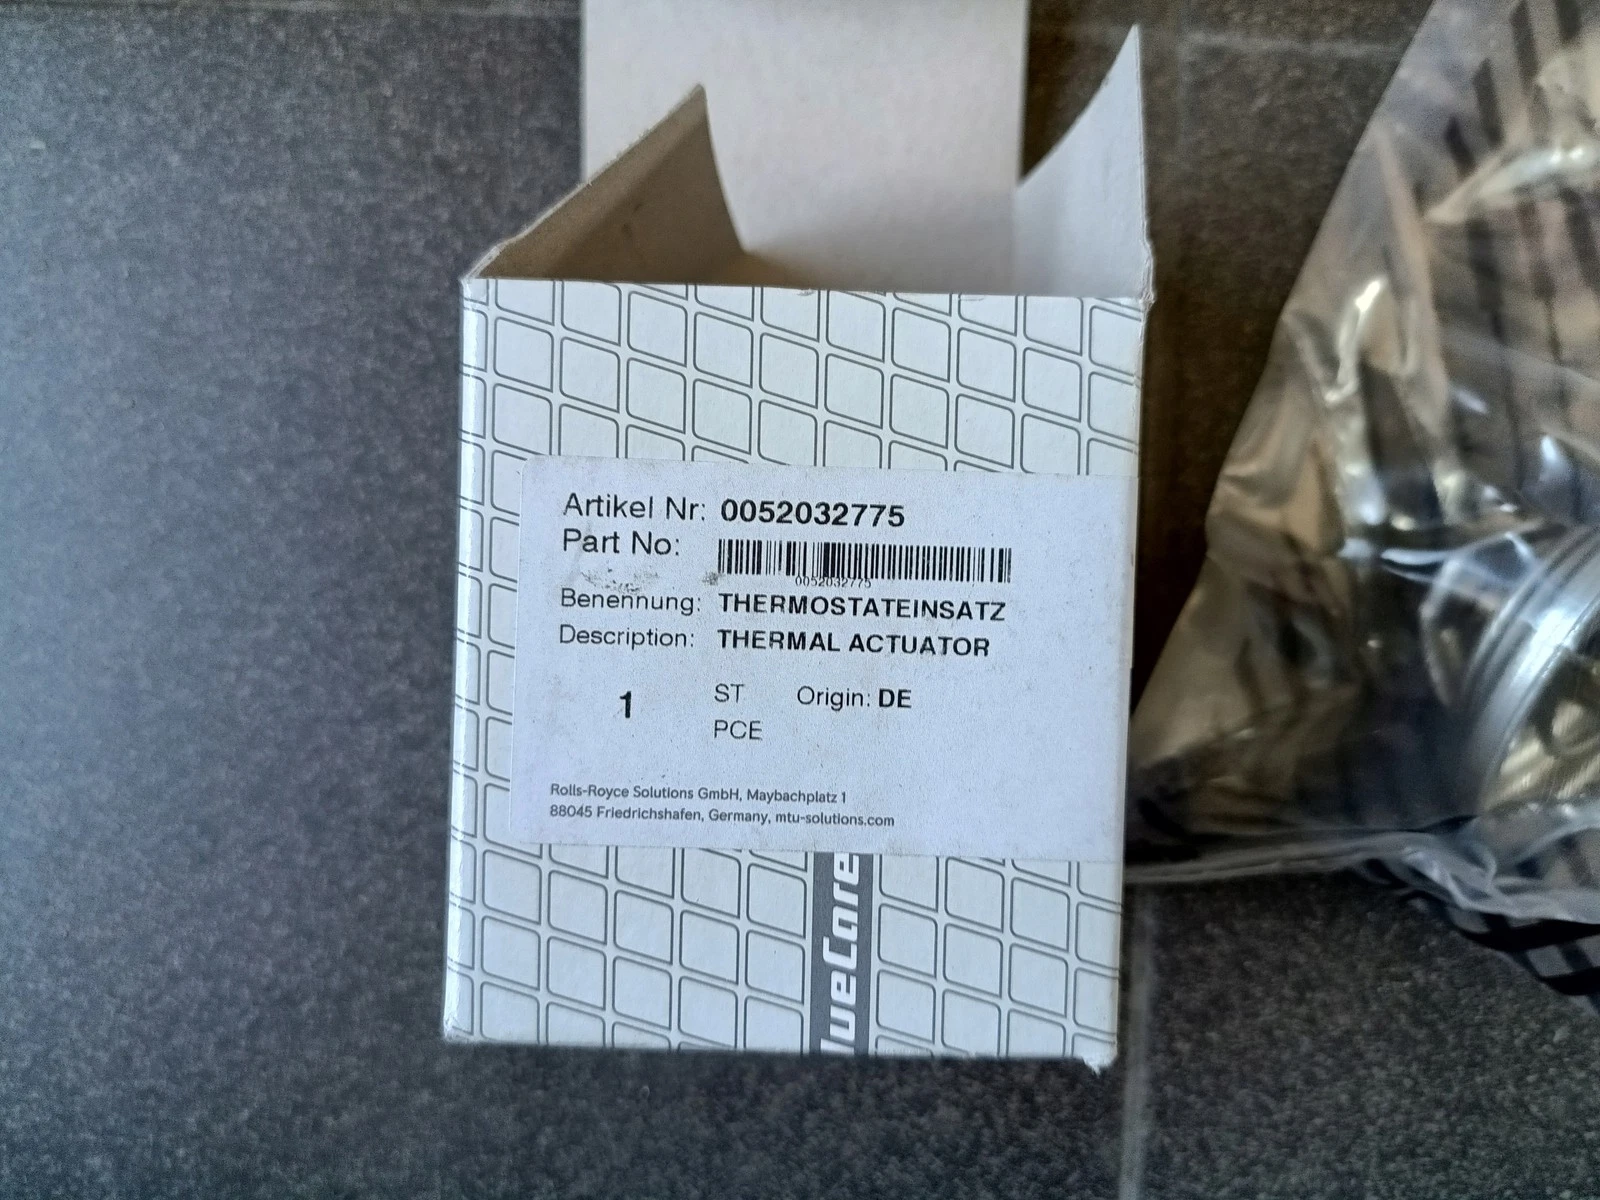 Artikel Nr: 0052032775
Part No:
0052032775
Benennung: THERMOSTATEINSATZ
Description: THERMAL ACTUATOR
1 ST Origin: DE
PCE
Rolls-Royce Solutions GmbH, Maybachplatz 1
88045 Friedrichshafen, Germany, mtu-solutions.com
lueCare